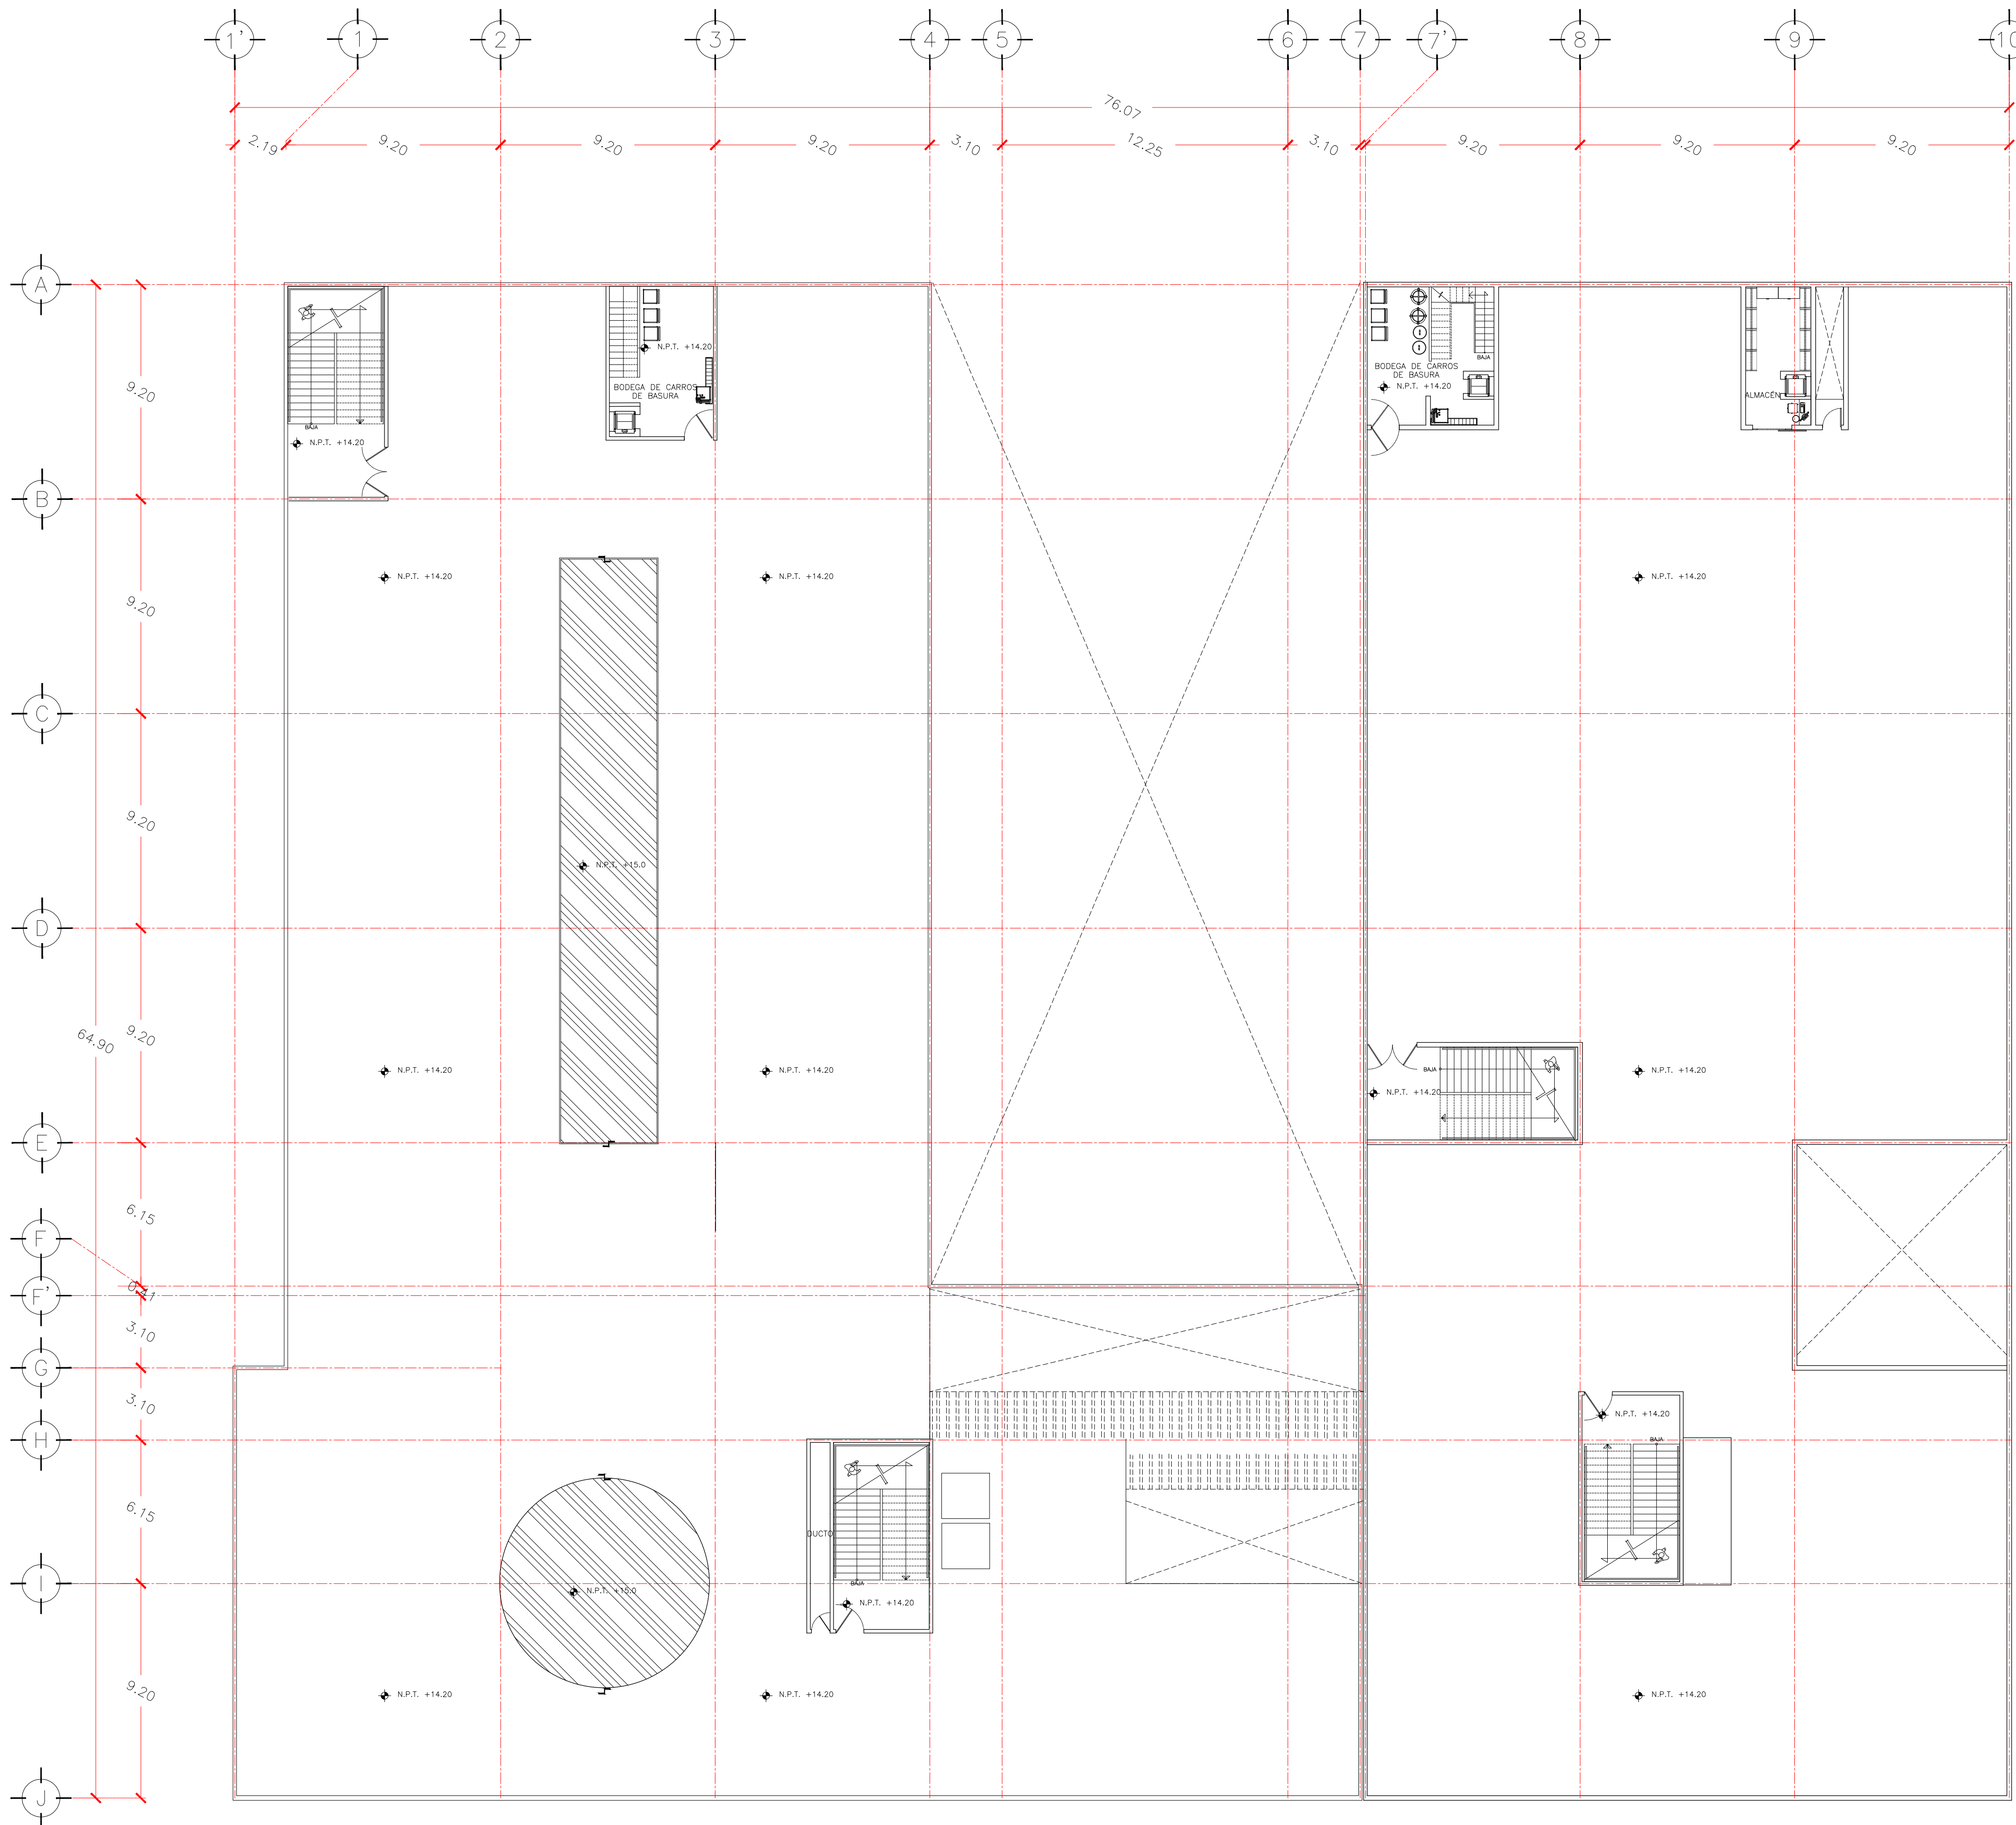 1' 1 2 3 4 5 6 7 7' 8 9 10
76.07
2.19 9.20 9.20 9.20 3.10 12.25 3.10 9.20 9.20 9.20
A
9.20
B
9.20
C
9.20
D
9.20
64.90
E
6.15
F
0.41
F'
3.10
G
3.10
H
6.15
I
9.20
J
BAJA
N.P.T. +14.20
N.P.T. +14.20
BODEGA DE CARROS
DE BASURA
BAJA
BODEGA DE CARROS
DE BASURA
N.P.T. +14.20
ALMACÉN
N.P.T. +14.20
N.P.T. +14.20
N.P.T. +14.20
N.P.T. +15.0
N.P.T. +14.20
N.P.T. +14.20
BAJA
N.P.T. +14.20
N.P.T. +14.20
N.P.T. +14.20
BAJA
DUCTO
BAJA
N.P.T. +15.0
N.P.T. +14.20
N.P.T. +14.20
N.P.T. +14.20
N.P.T. +14.20